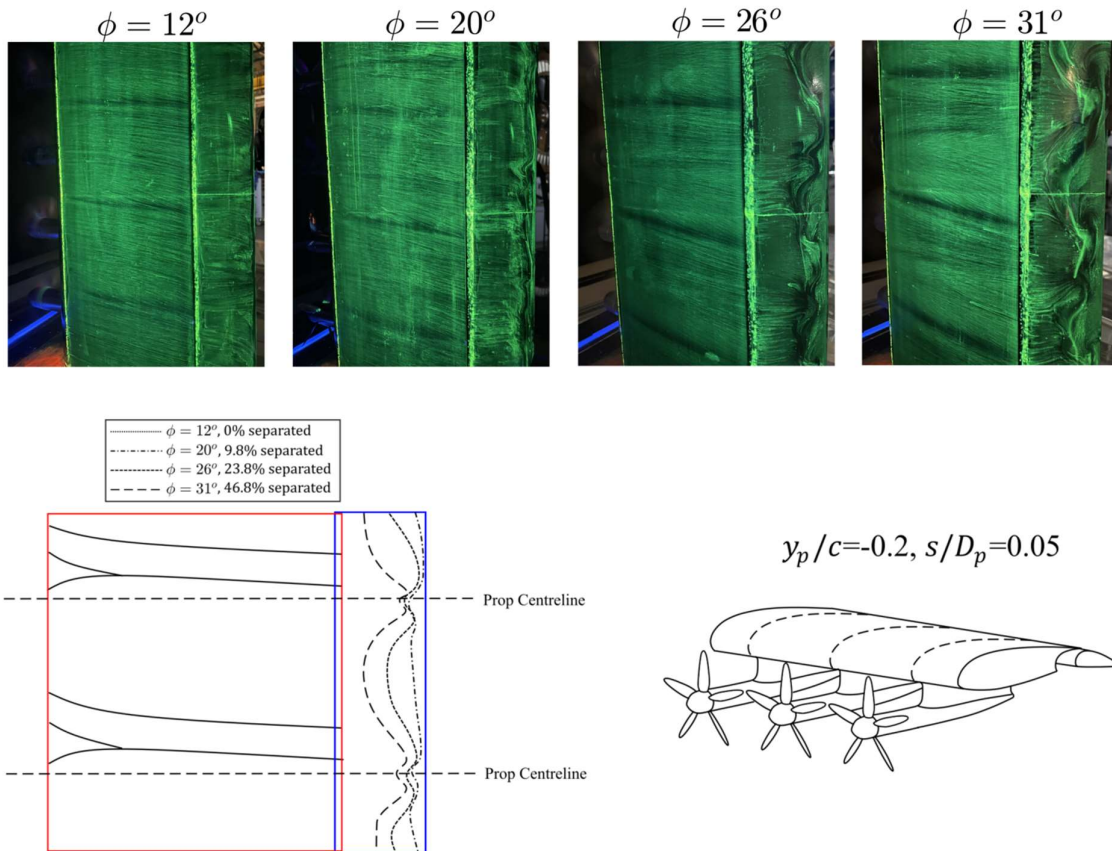 ϕ = 12°
ϕ = 20°
ϕ = 26°
ϕ = 31°
ϕ = 12°, 0% separated
ϕ = 20°, 9.8% separated
ϕ = 26°, 23.8% separated
ϕ = 31°, 46.8% separated
Prop Centreline
Prop Centreline
y_p/c=-0.2, s/D_p=0.05